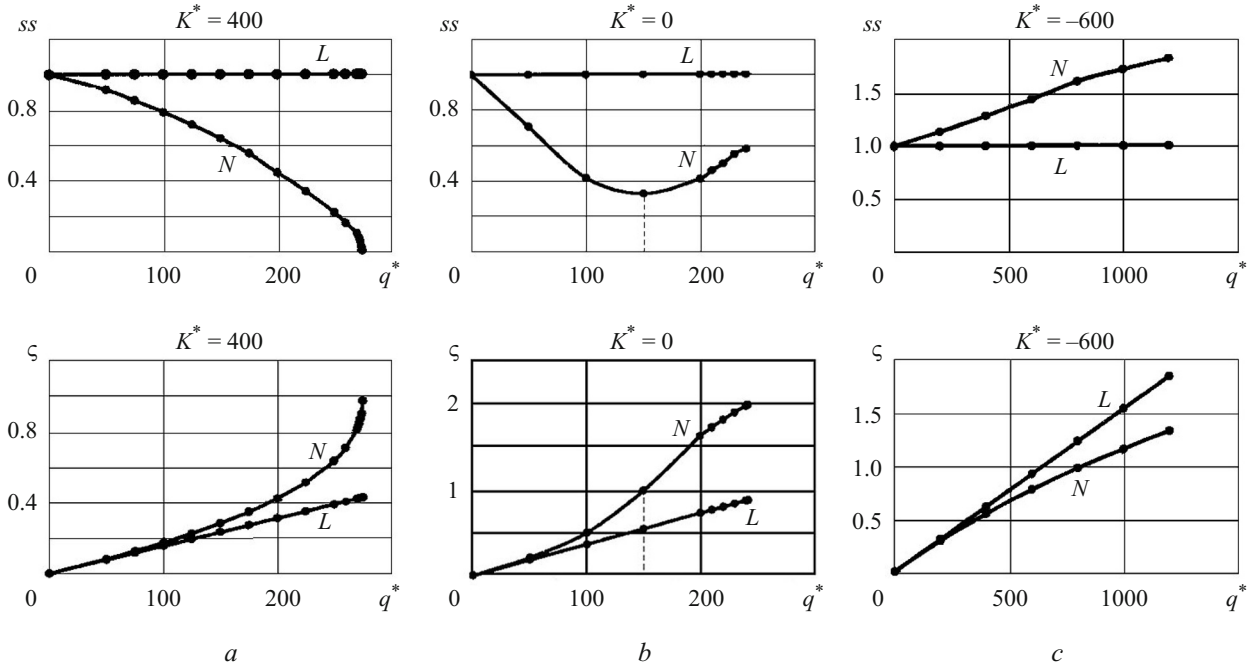 ss K* = 400
L
0.8
N
0.4
0 100 200 q*
ss K* = 0
L
0.8
N
0.4
0 100 200 q*
ss K* = –600
N
1.5
1.0
L
0.5
0 500 1000 q*
ς K* = 400
0.8
N
0.4
L
0 100 200 q*
a
ς K* = 0
2
N
1
L
0 100 200 q*
b
ς K* = –600
L
1.5
1.0
N
0.5
0 500 1000 q*
c